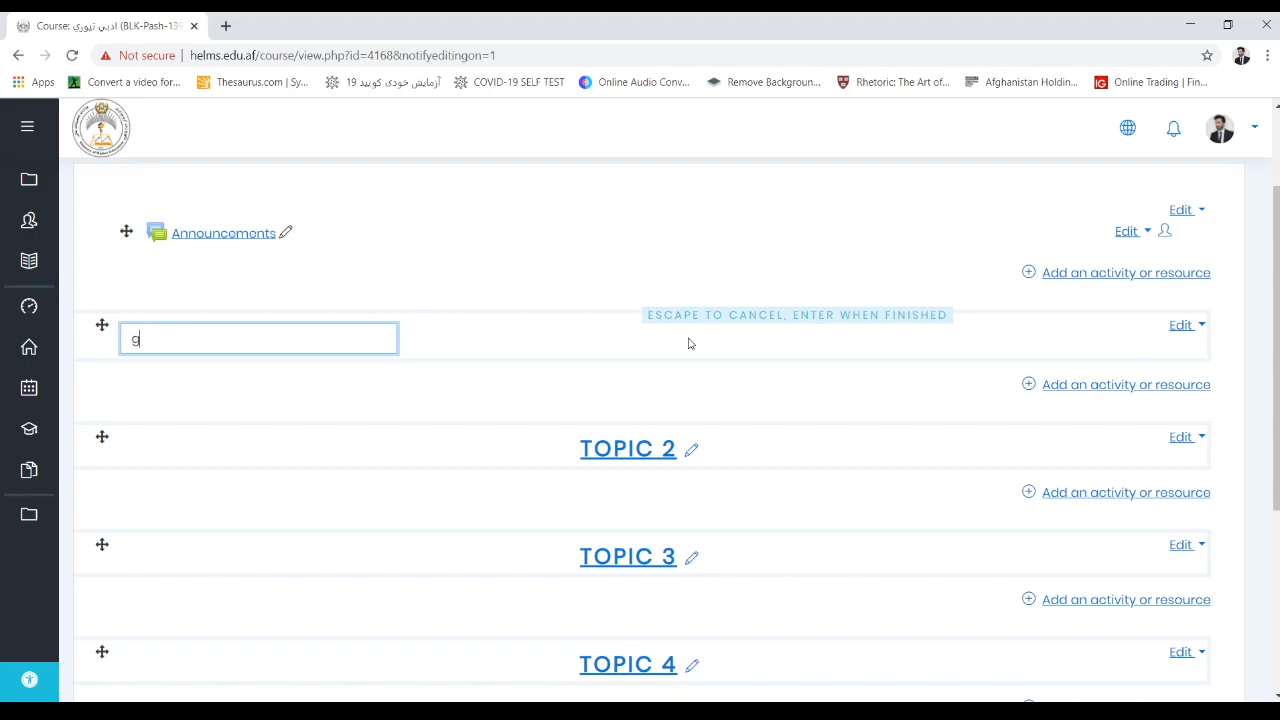 Course: ادبي تيوري (BLK-Pash-139
Not secure | helms.edu.af/course/view.php?id=4168&notifyeditingon=1
Apps Convert a video for... Thesaurus.com | Sy... آزمایش خودی کووید 19 COVID-19 SELF TEST Online Audio Conv... Remove Backgroun... Rhetoric: The Art of... Afghanistan Holdin... Online Trading | Fin...
Edit
Announcements Edit
Add an activity or resource
ESCAPE TO CANCEL, ENTER WHEN FINISHED
Edit
g
Add an activity or resource
Edit
TOPIC 2
Add an activity or resource
Edit
TOPIC 3
Add an activity or resource
Edit
TOPIC 4